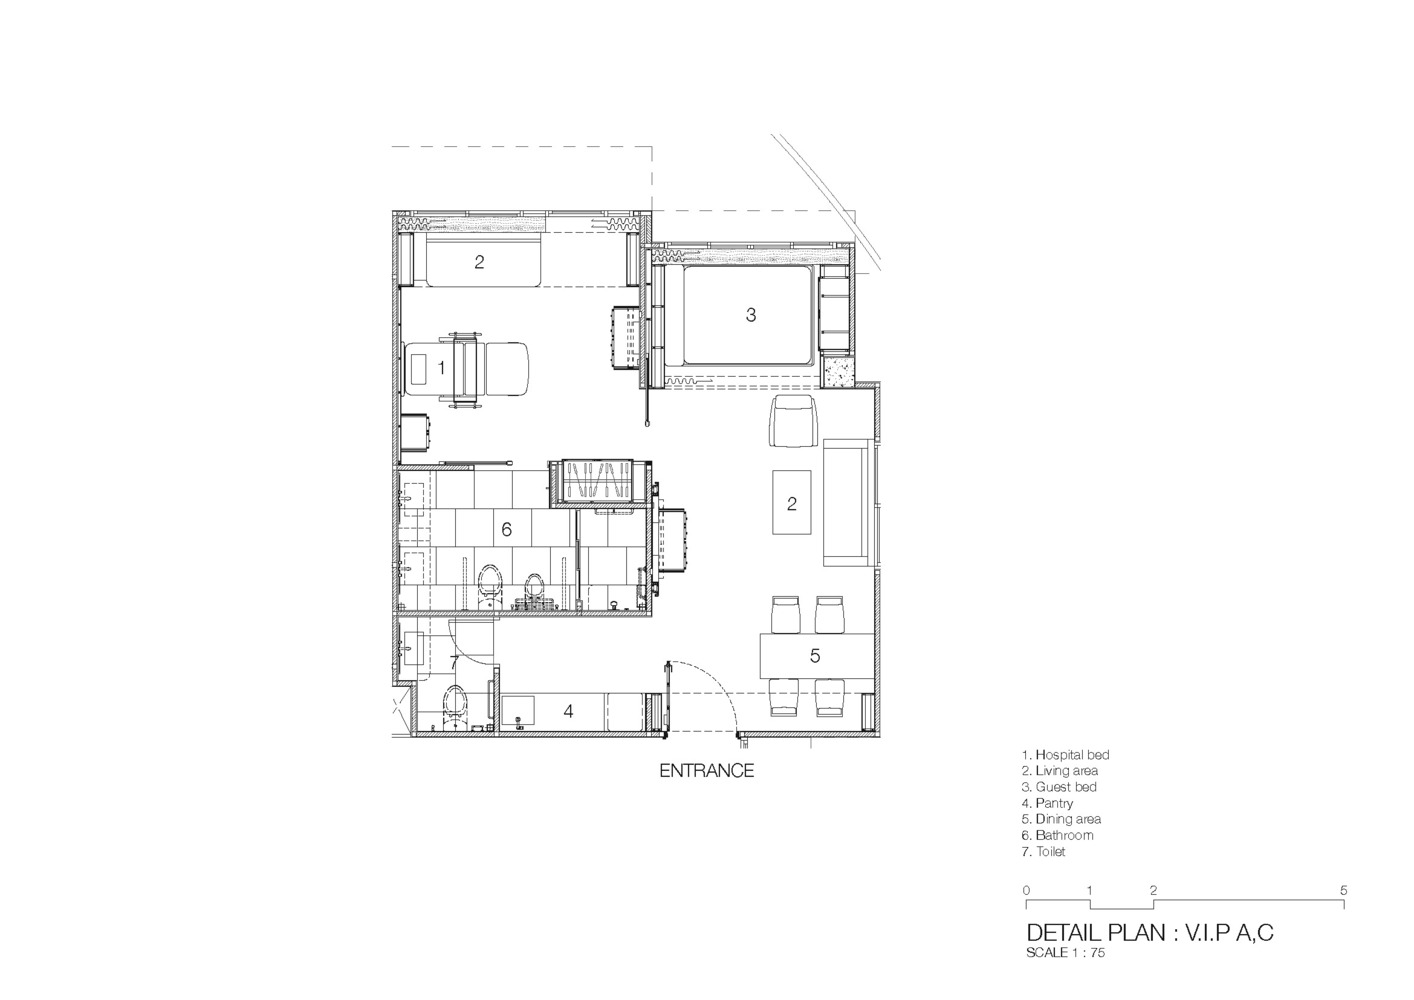 2
3
1
2
6
5
7
4
ENTRANCE
1. Hospital bed
2. Living area
3. Guest bed
4. Pantry
5. Dining area
6. Bathroom
7. Toilet
0 1 2 5
DETAIL PLAN : V.I.P A,C
SCALE 1 : 75